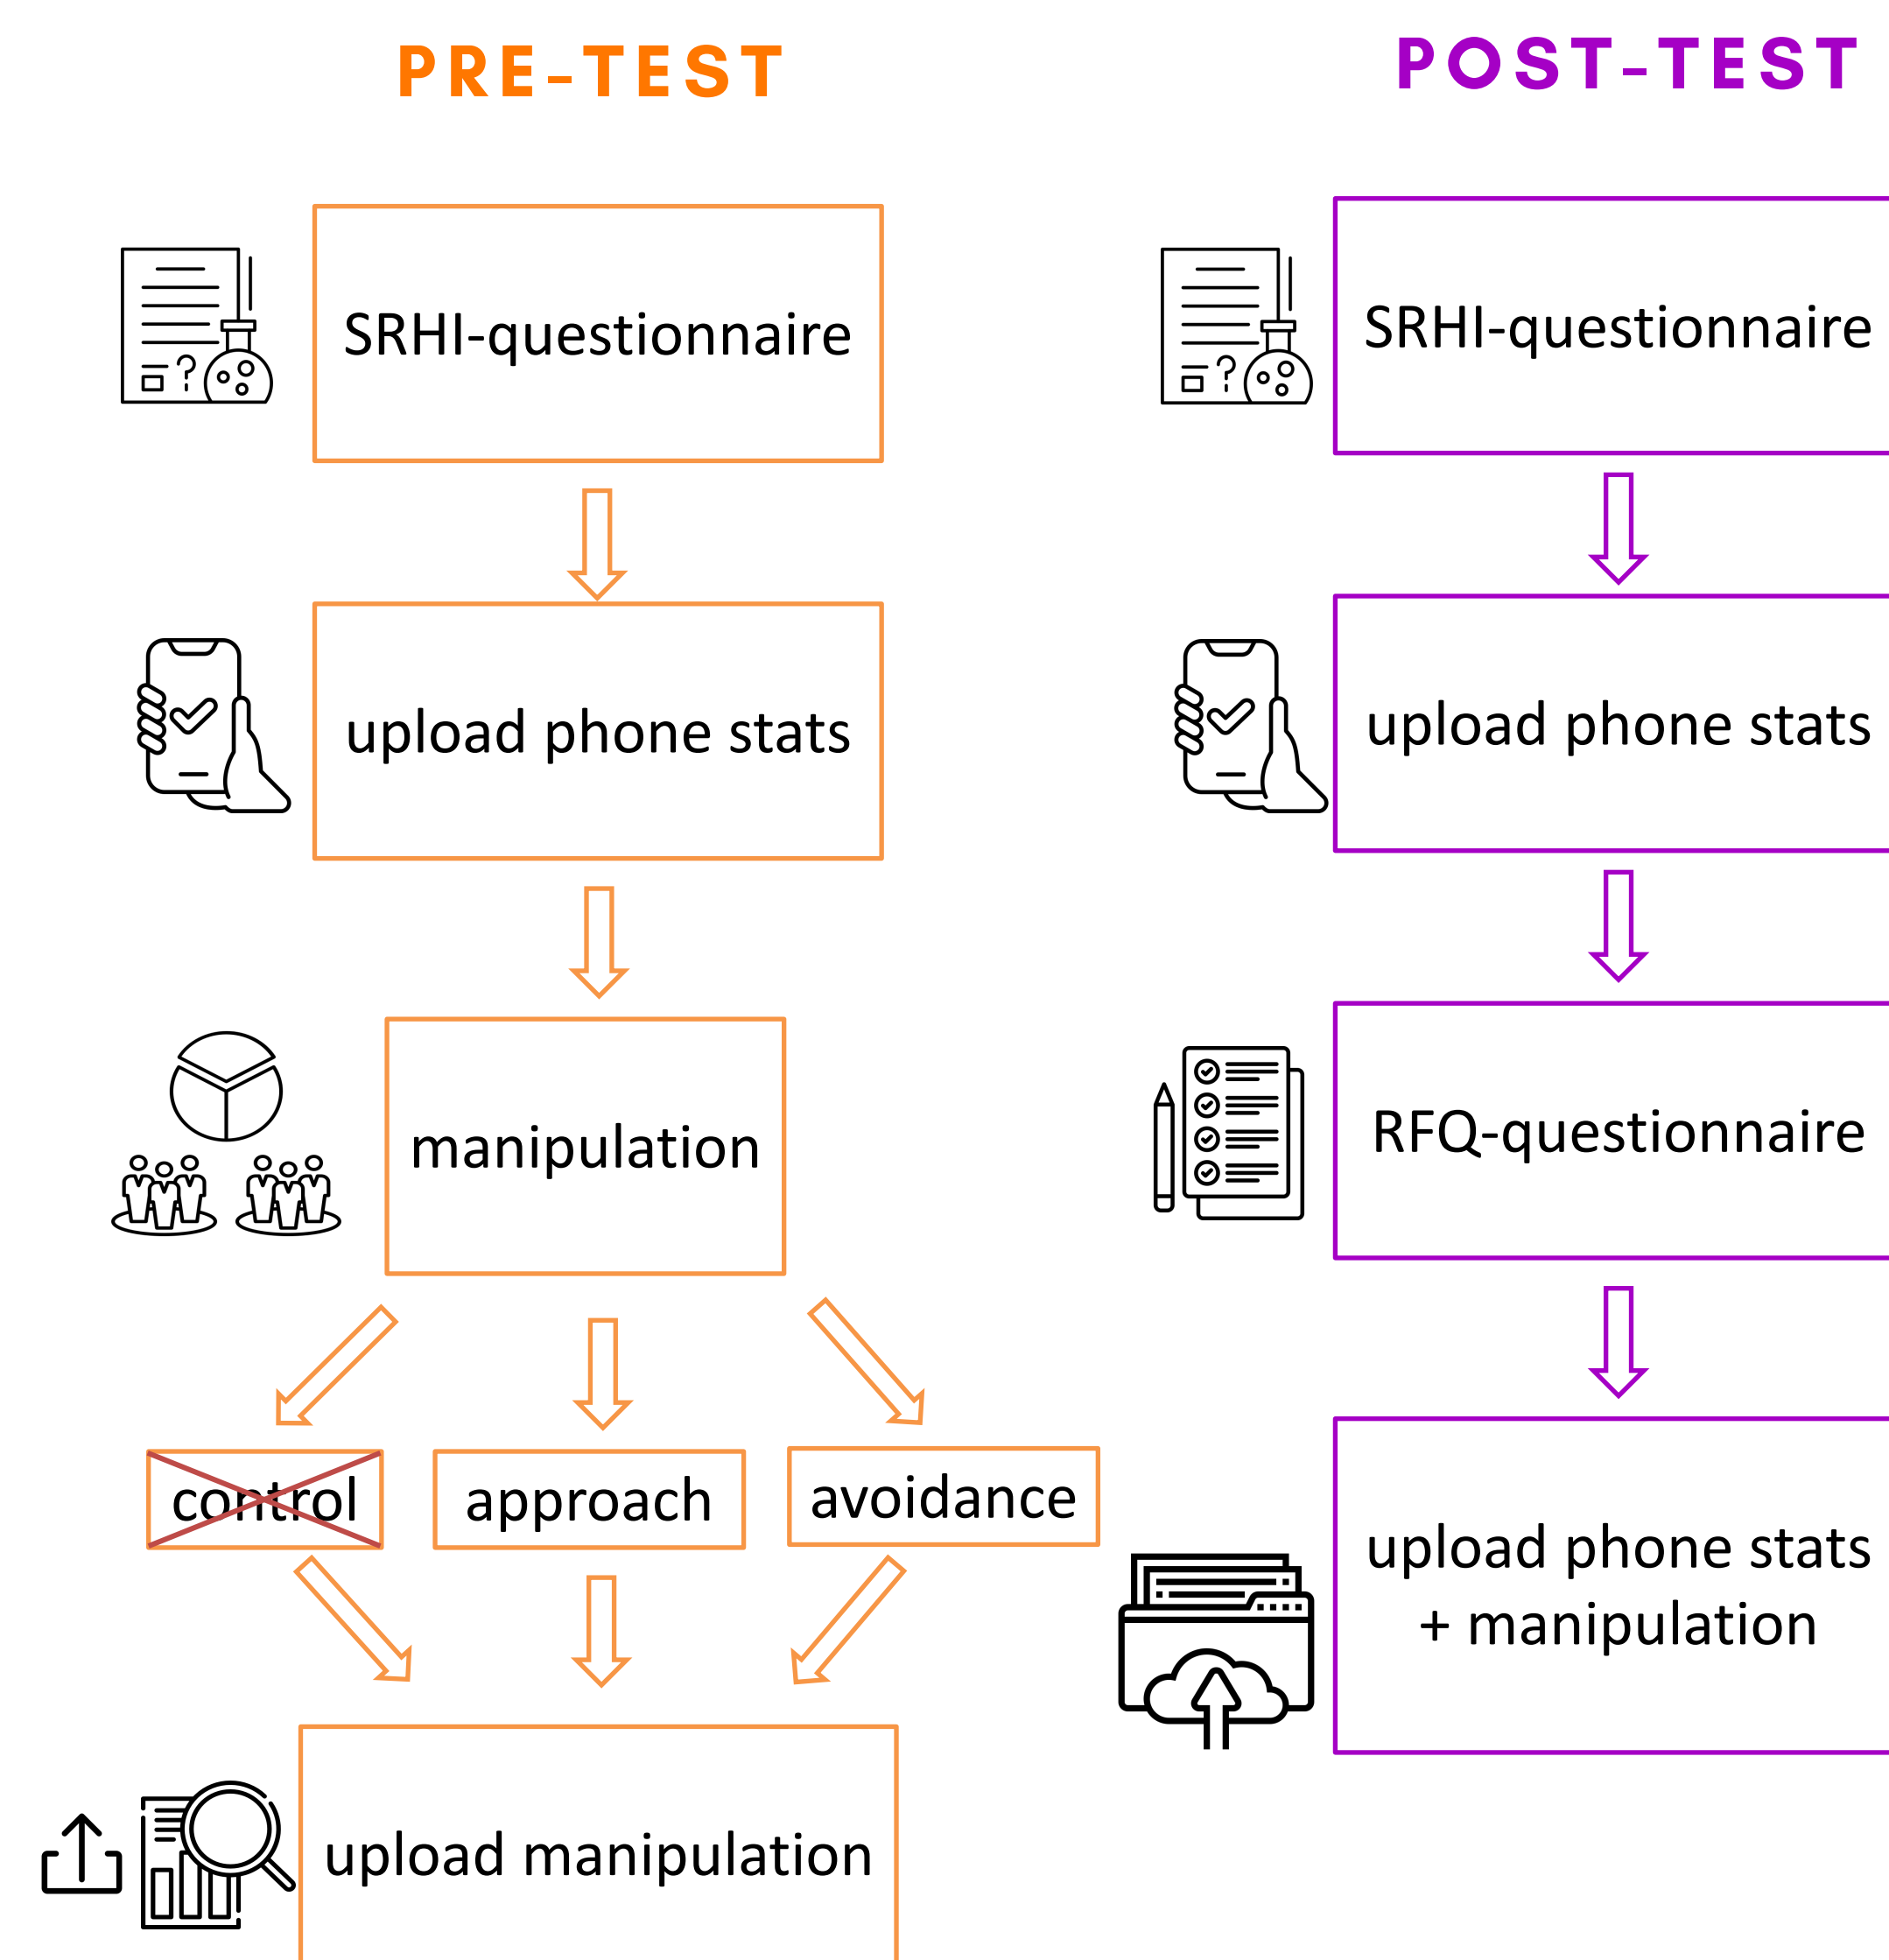 PRE-TEST
SRHI-questionnaire
upload phone stats
manipulation
control
approach
avoidance
upload manipulation
POST-TEST
SRHI-questionnaire
upload phone stats
RFQ-questionnaire
upload phone stats
+ manipulation